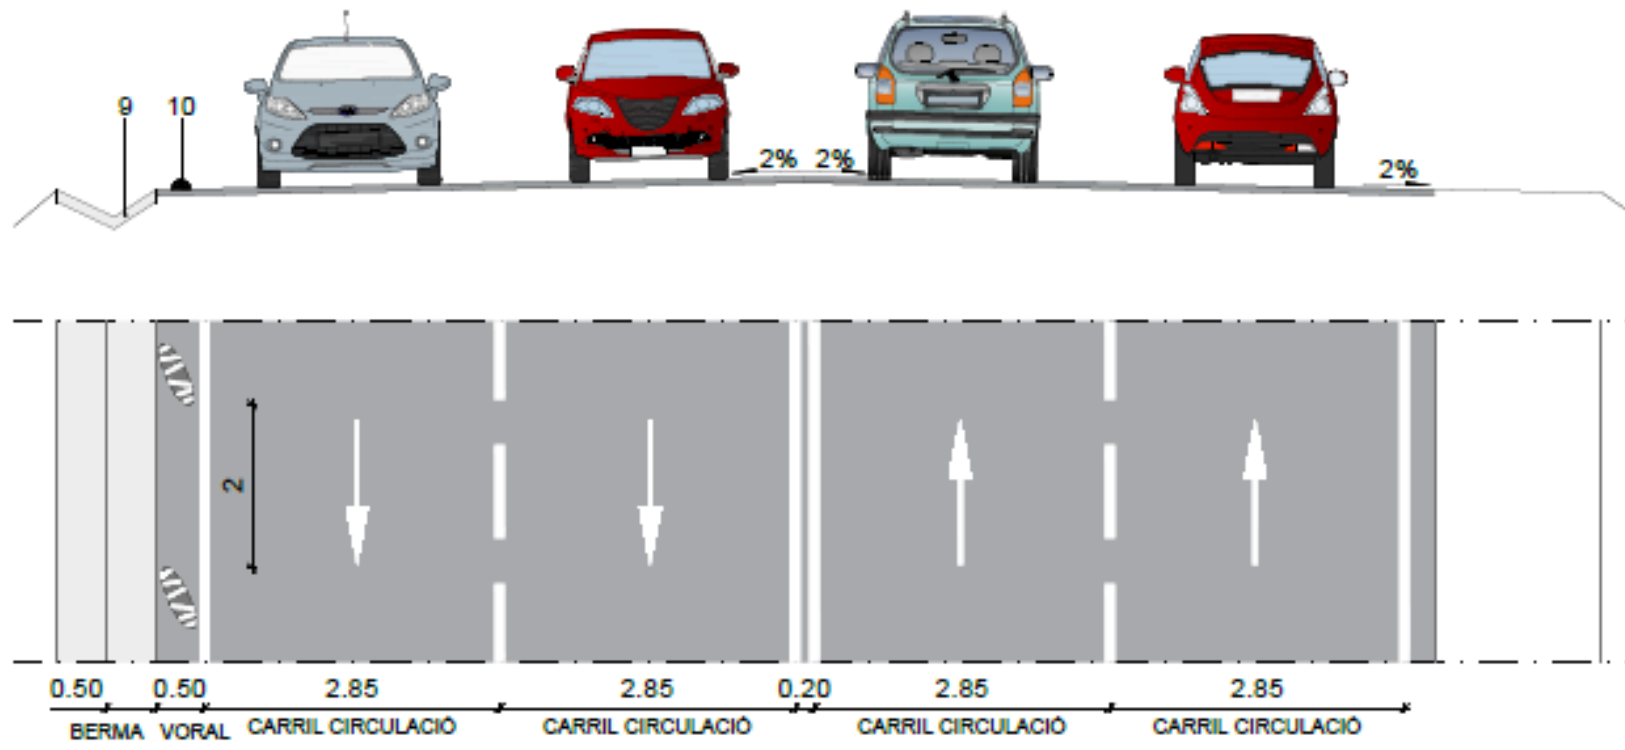 9 10
2% 2%
2%
2
0.50 0.50 2.85 2.85 0.20 2.85 2.85
BERMA VORAL CARRIL CIRCULACIÓ CARRIL CIRCULACIÓ CARRIL CIRCULACIÓ CARRIL CIRCULACIÓ